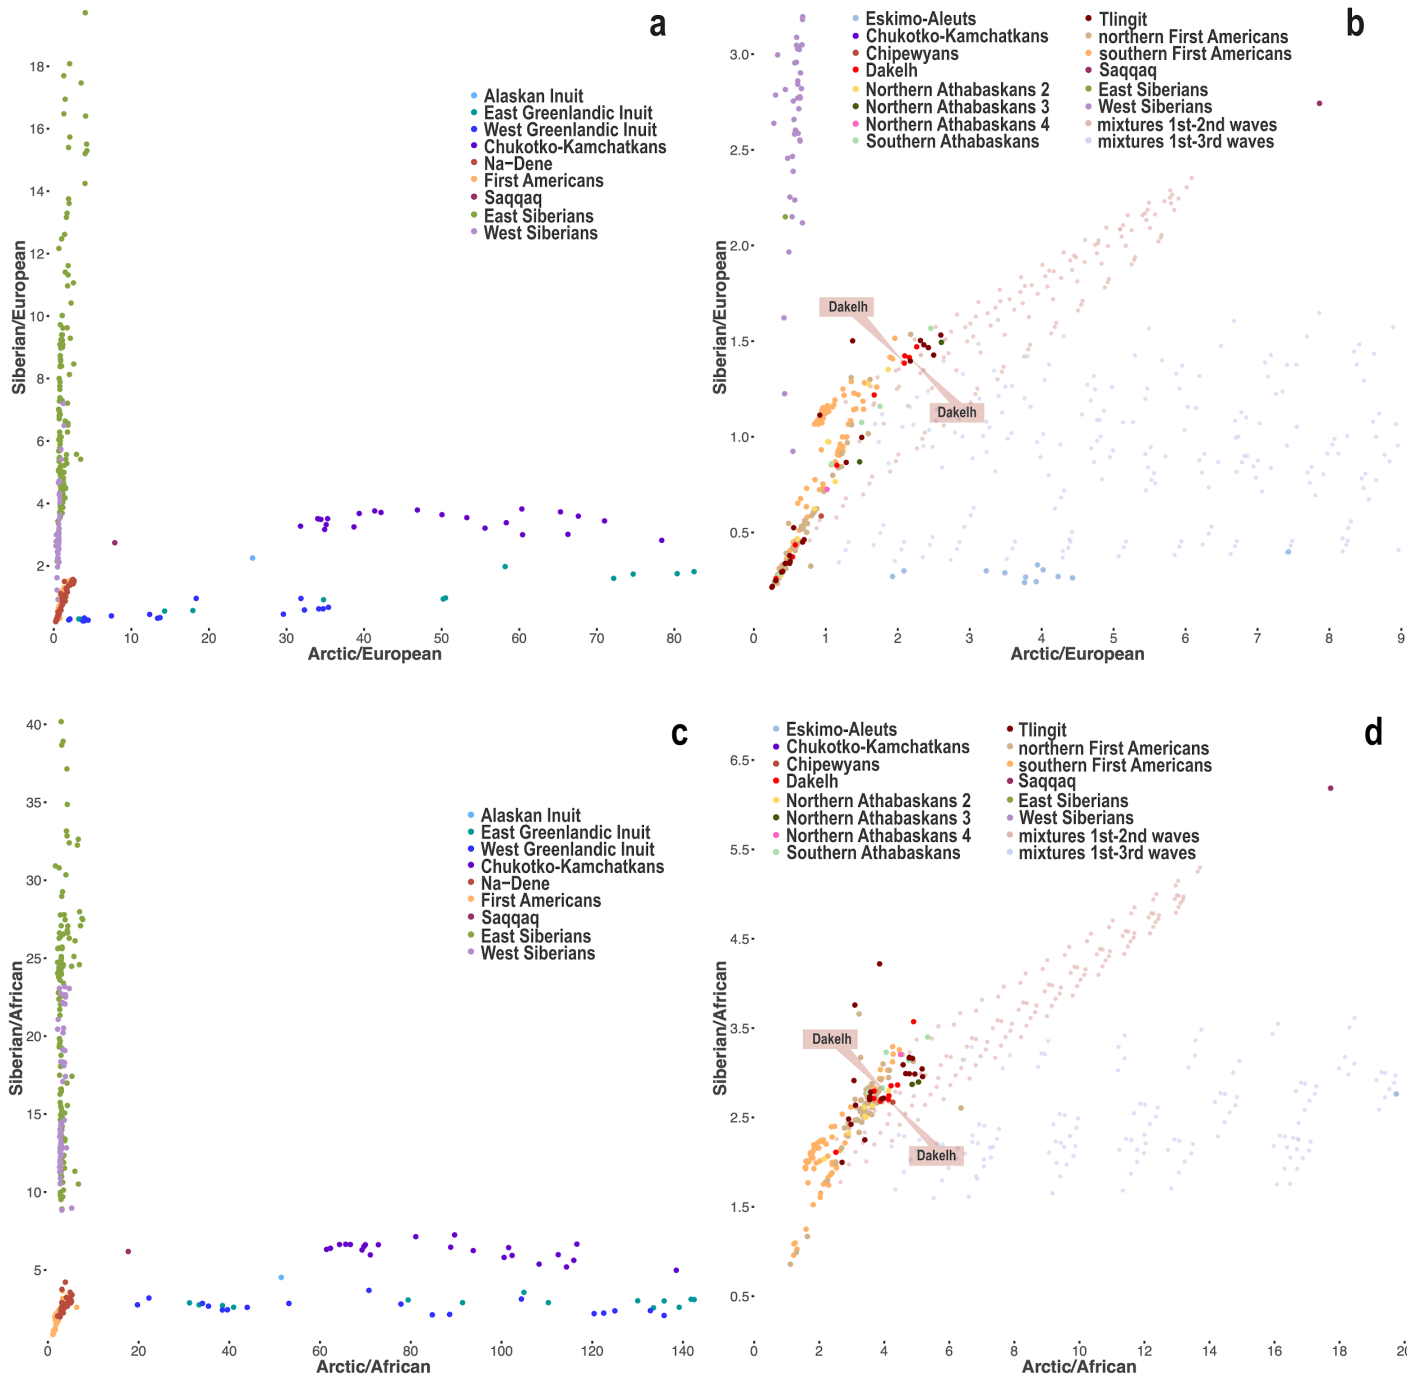 a
Alaskan Inuit
East Greenlandic Inuit
West Greenlandic Inuit
Chukotko-Kamchatkans
Na–Dene
First Americans
Saqqaq
East Siberians
West Siberians
Siberian/European
18
16
14
12
10
8
6
4
2
0
10
20
30
40
50
60
70
80
Arctic/European
b
Eskimo-Aleuts
Chukotko-Kamchatkans
Chipewyans
Dakelh
Northern Athabaskans 2
Northern Athabaskans 3
Northern Athabaskans 4
Southern Athabaskans
Tlingit
northern First Americans
southern First Americans
Saqqaq
East Siberians
West Siberians
mixtures 1st-2nd waves
mixtures 1st-3rd waves
Siberian/European
3.0
2.5
2.0
1.5
1.0
0.5
Dakelh
Dakelh
0
1
2
3
4
5
6
7
8
9
Arctic/European
c
Alaskan Inuit
East Greenlandic Inuit
West Greenlandic Inuit
Chukotko-Kamchatkans
Na–Dene
First Americans
Saqqaq
East Siberians
West Siberians
Siberian/African
40
35
30
25
20
15
10
5
0
20
40
60
80
100
120
140
Arctic/African
d
Eskimo-Aleuts
Chukotko-Kamchatkans
Chipewyans
Dakelh
Northern Athabaskans 2
Northern Athabaskans 3
Northern Athabaskans 4
Southern Athabaskans
Tlingit
northern First Americans
southern First Americans
Saqqaq
East Siberians
West Siberians
mixtures 1st-2nd waves
mixtures 1st-3rd waves
Siberian/African
6.5
5.5
4.5
3.5
2.5
1.5
0.5
Dakelh
Dakelh
0
2
4
6
8
10
12
14
16
18
20
Arctic/African